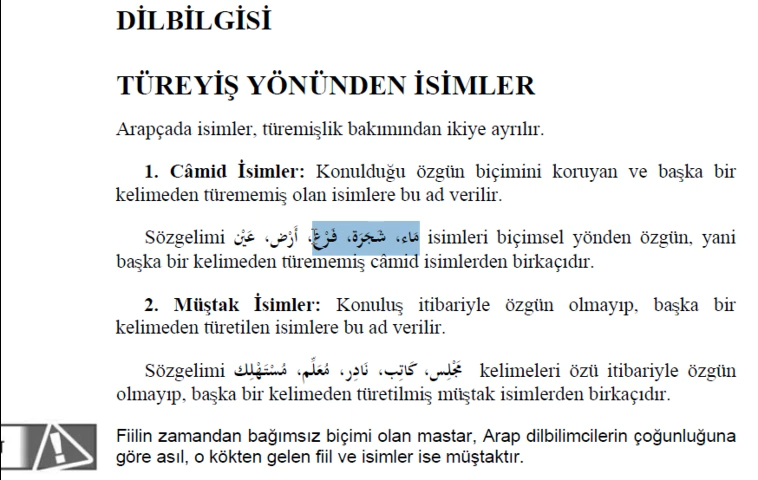 DİLBİLGİSİ
TÜREYİŞ YÖNÜNDEN İSİMLER
Arapçada isimler, türemişlik bakımından ikiye ayrılır.
1. Câmid İsimler: Konulduğu özgün biçimini koruyan ve başka bir
kelimeden türememiş olan isimlere bu ad verilir.
Sözgelimi مَاء، شَجَرَة، فَرْعٌ، أَرْض، عَيْن isimleri biçimsel yönden özgün, yani
başka bir kelimeden türememiş câmid isimlerden birkaçıdır.
2. Müştak İsimler: Konuluş itibariyle özgün olmayıp, başka bir
kelimeden türetilen isimlere bu ad verilir.
Sözgelimi مَجْلِس، كَاتِب، نَادِر، مُعَلِّم، مُسْتَهْلِك kelimeleri özü itibariyle özgün
olmayıp, başka bir kelimeden türetilmiş müştak isimlerden birkaçıdır.
Fiilin zamandan bağımsız biçimi olan mastar, Arap dilbilimcilerin çoğunluğuna
göre asıl, o kökten gelen fiil ve isimler ise müştaktır.